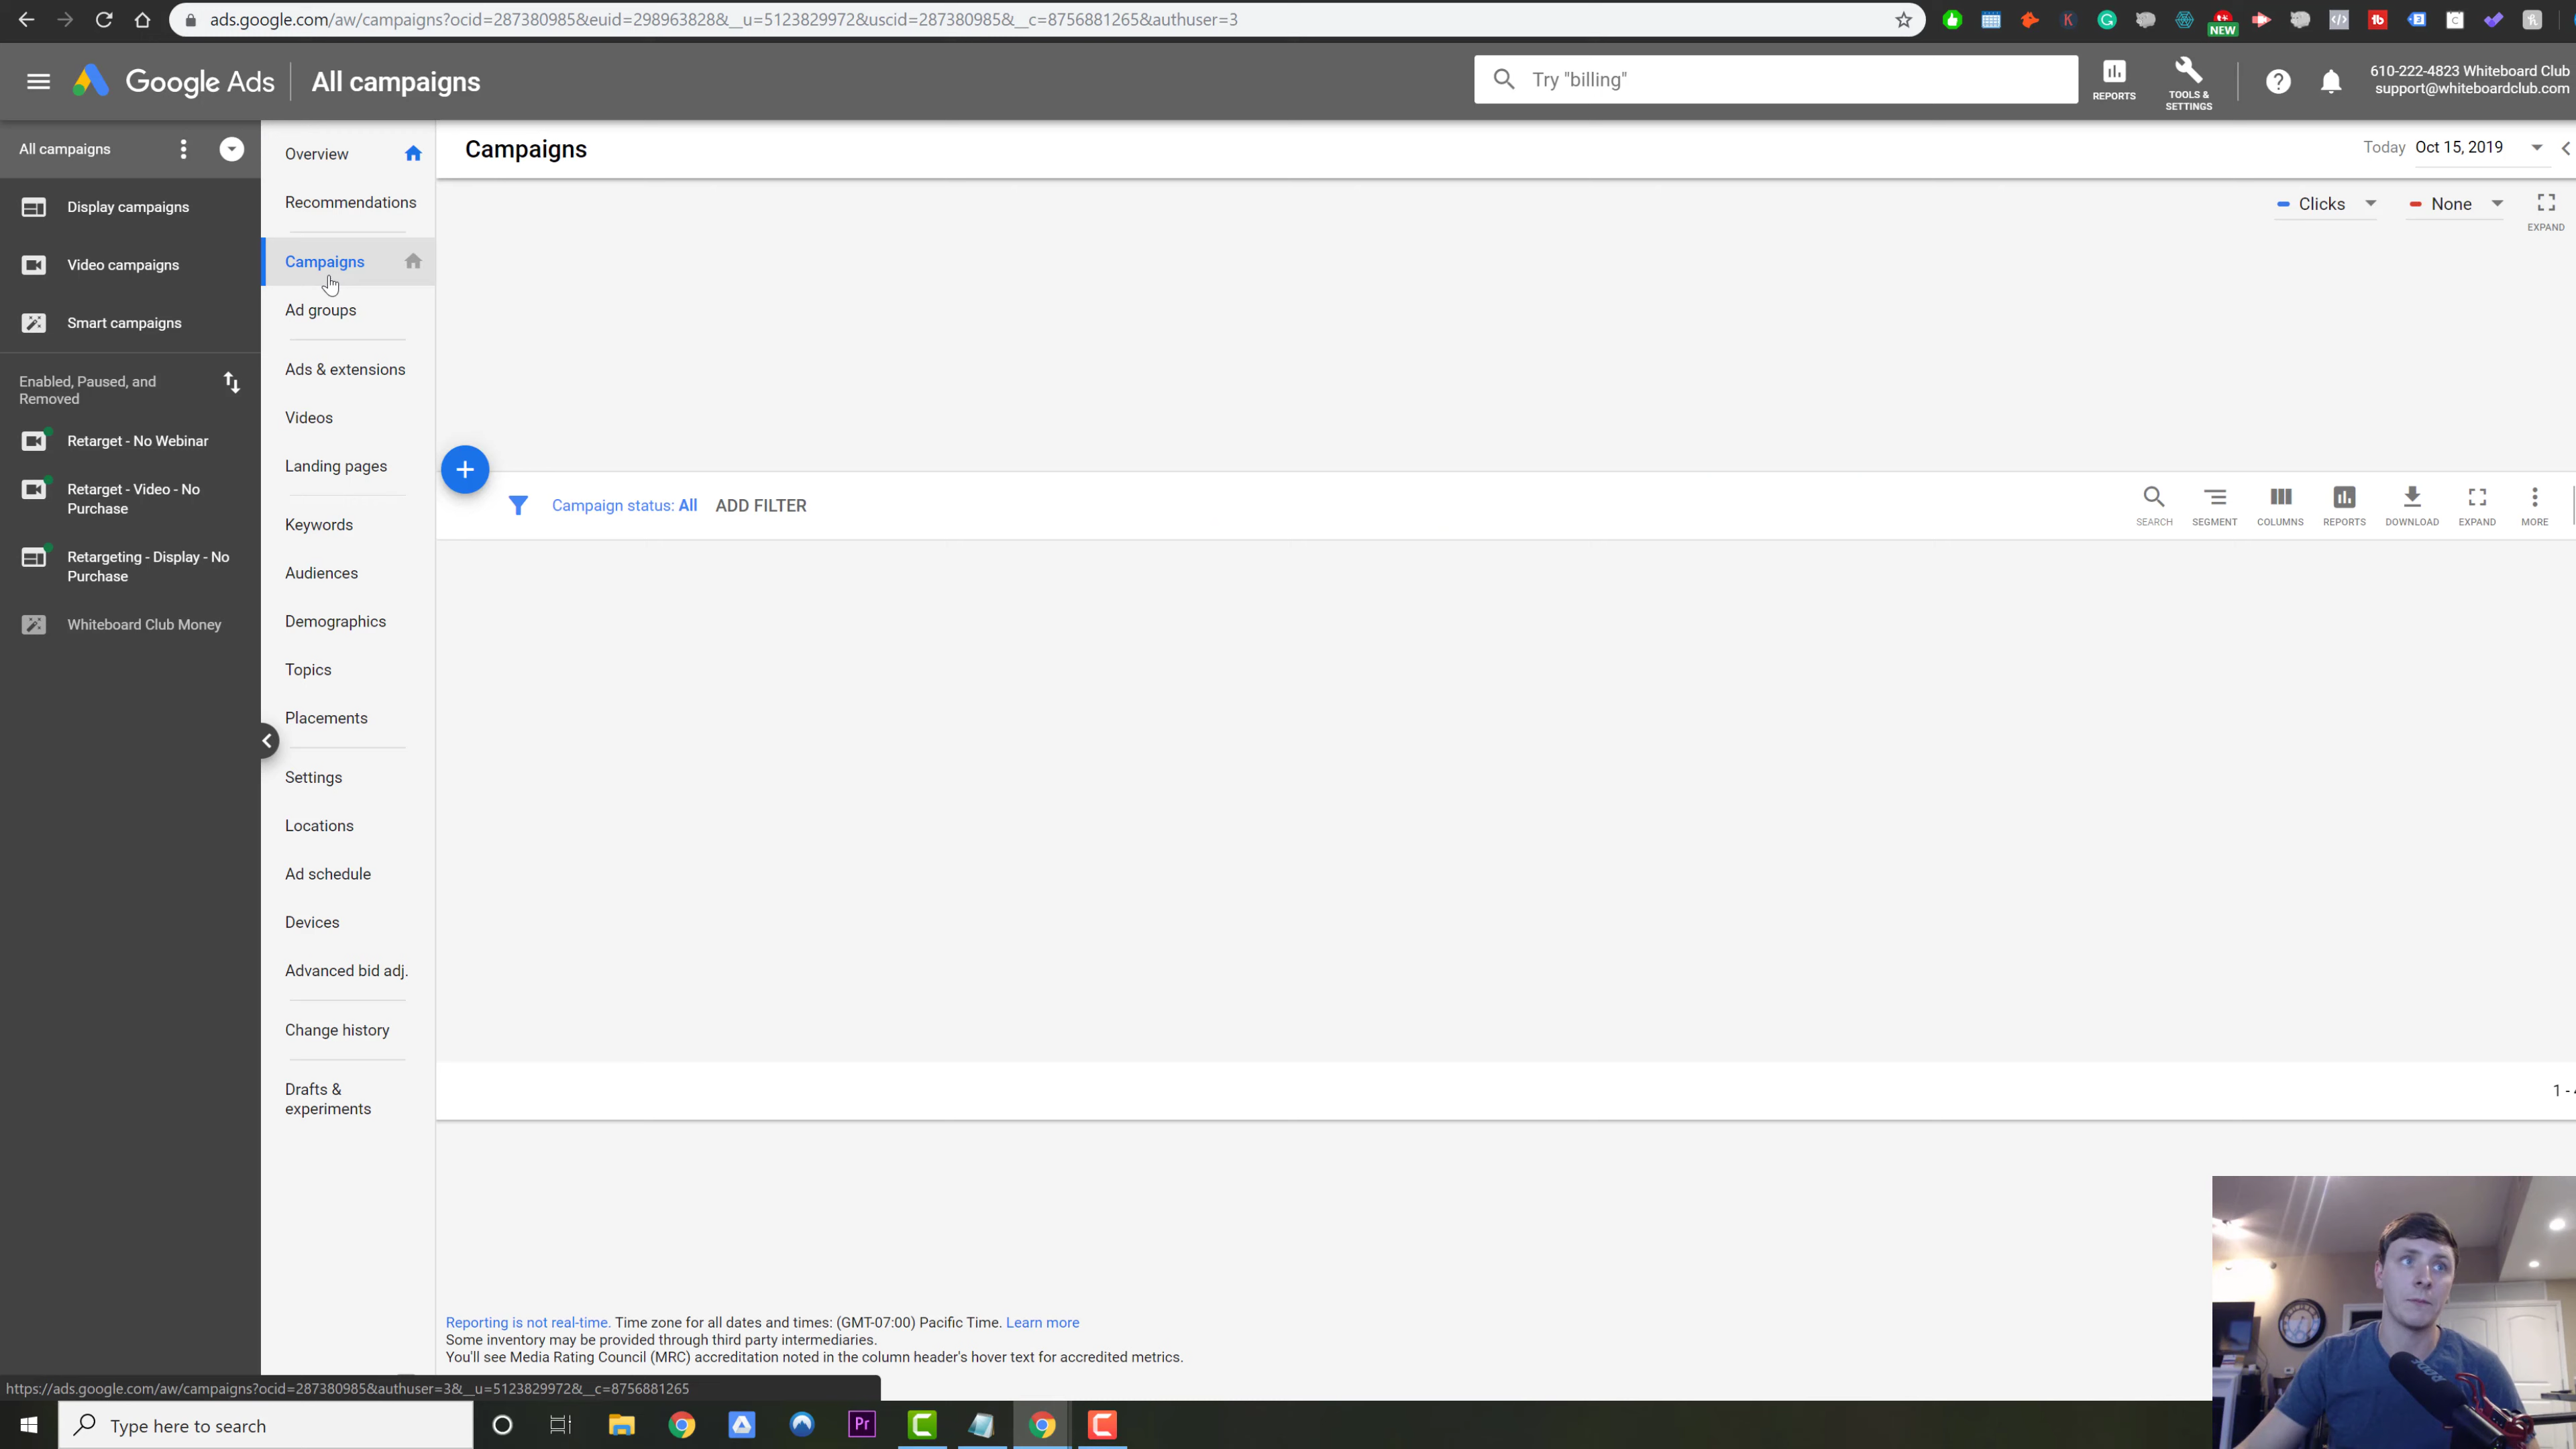 ads.google.com/aw/campaigns?ocid=287380985&euid=298963828&__u=5123829972&uscid=287380985&__c=8756881265&authuser=3
NEW
Google Ads
All campaigns
Try "billing"
REPORTS
TOOLS &
SETTINGS
610-222-4823 Whiteboard Club
support@whiteboardclub.com
All campaigns
Display campaigns
Video campaigns
Smart campaigns
Enabled, Paused, and
Removed
Retarget - No Webinar
Retarget - Video - No
Purchase
Retargeting - Display - No
Purchase
Whiteboard Club Money
Overview
Recommendations
Campaigns
Ad groups
Ads & extensions
Videos
Landing pages
Keywords
Audiences
Demographics
Topics
Placements
Settings
Locations
Ad schedule
Devices
Advanced bid adj.
Change history
Drafts &
experiments
Campaigns
Today Oct 15, 2019
Clicks
None
EXPAND
Campaign status: All
ADD FILTER
SEARCH
SEGMENT
COLUMNS
REPORTS
DOWNLOAD
EXPAND
MORE
1 -
Reporting is not real-time. Time zone for all dates and times: (GMT-07:00) Pacific Time. Learn more
Some inventory may be provided through third party intermediaries.
You'll see Media Rating Council (MRC) accreditation noted in the column header's hover text for accredited metrics.
https://ads.google.com/aw/campaigns?ocid=287380985&authuser=3&__u=5123829972&__c=8756881265
Type here to search
Pr
RODE